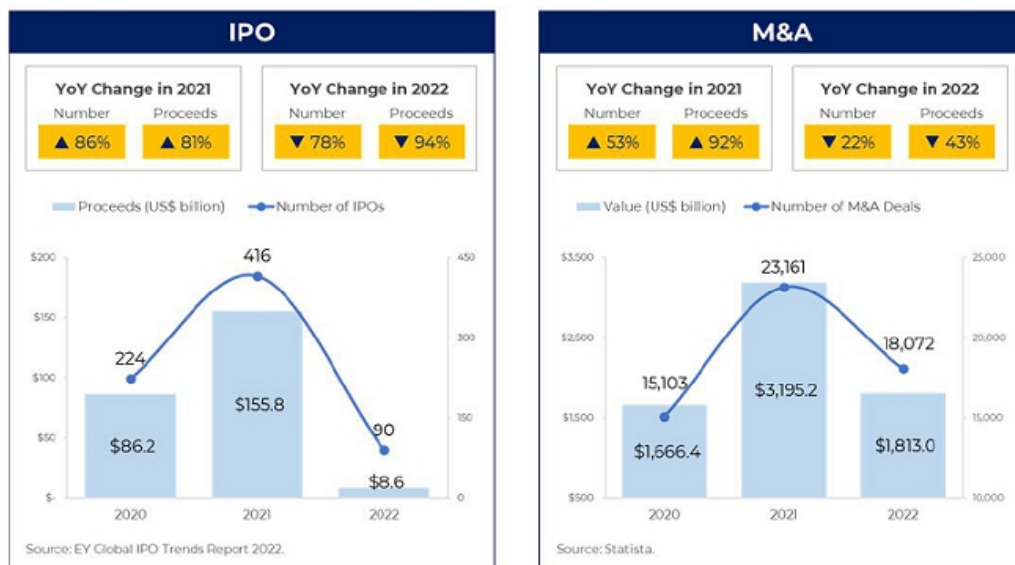 IPO
YoY Change in 2021
Number Proceeds
▲ 86% ▲ 81%
YoY Change in 2022
Number Proceeds
▼ 78% ▼ 94%
Proceeds (US$ billion) Number of IPOs
$200
$150
$100
$50
$-
450
300
150
0
224
416
90
$86.2
$155.8
$8.6
2020 2021 2022
Source: EY Global IPO Trends Report 2022.
M&A
YoY Change in 2021
Number Proceeds
▲ 53% ▲ 92%
YoY Change in 2022
Number Proceeds
▼ 22% ▼ 43%
Value (US$ billion) Number of M&A Deals
$3,500
$2,500
$1,500
$500
25,000
20,000
15,000
10,000
15,103
23,161
18,072
$1,666.4
$3,195.2
$1,813.0
2020 2021 2022
Source: Statista.